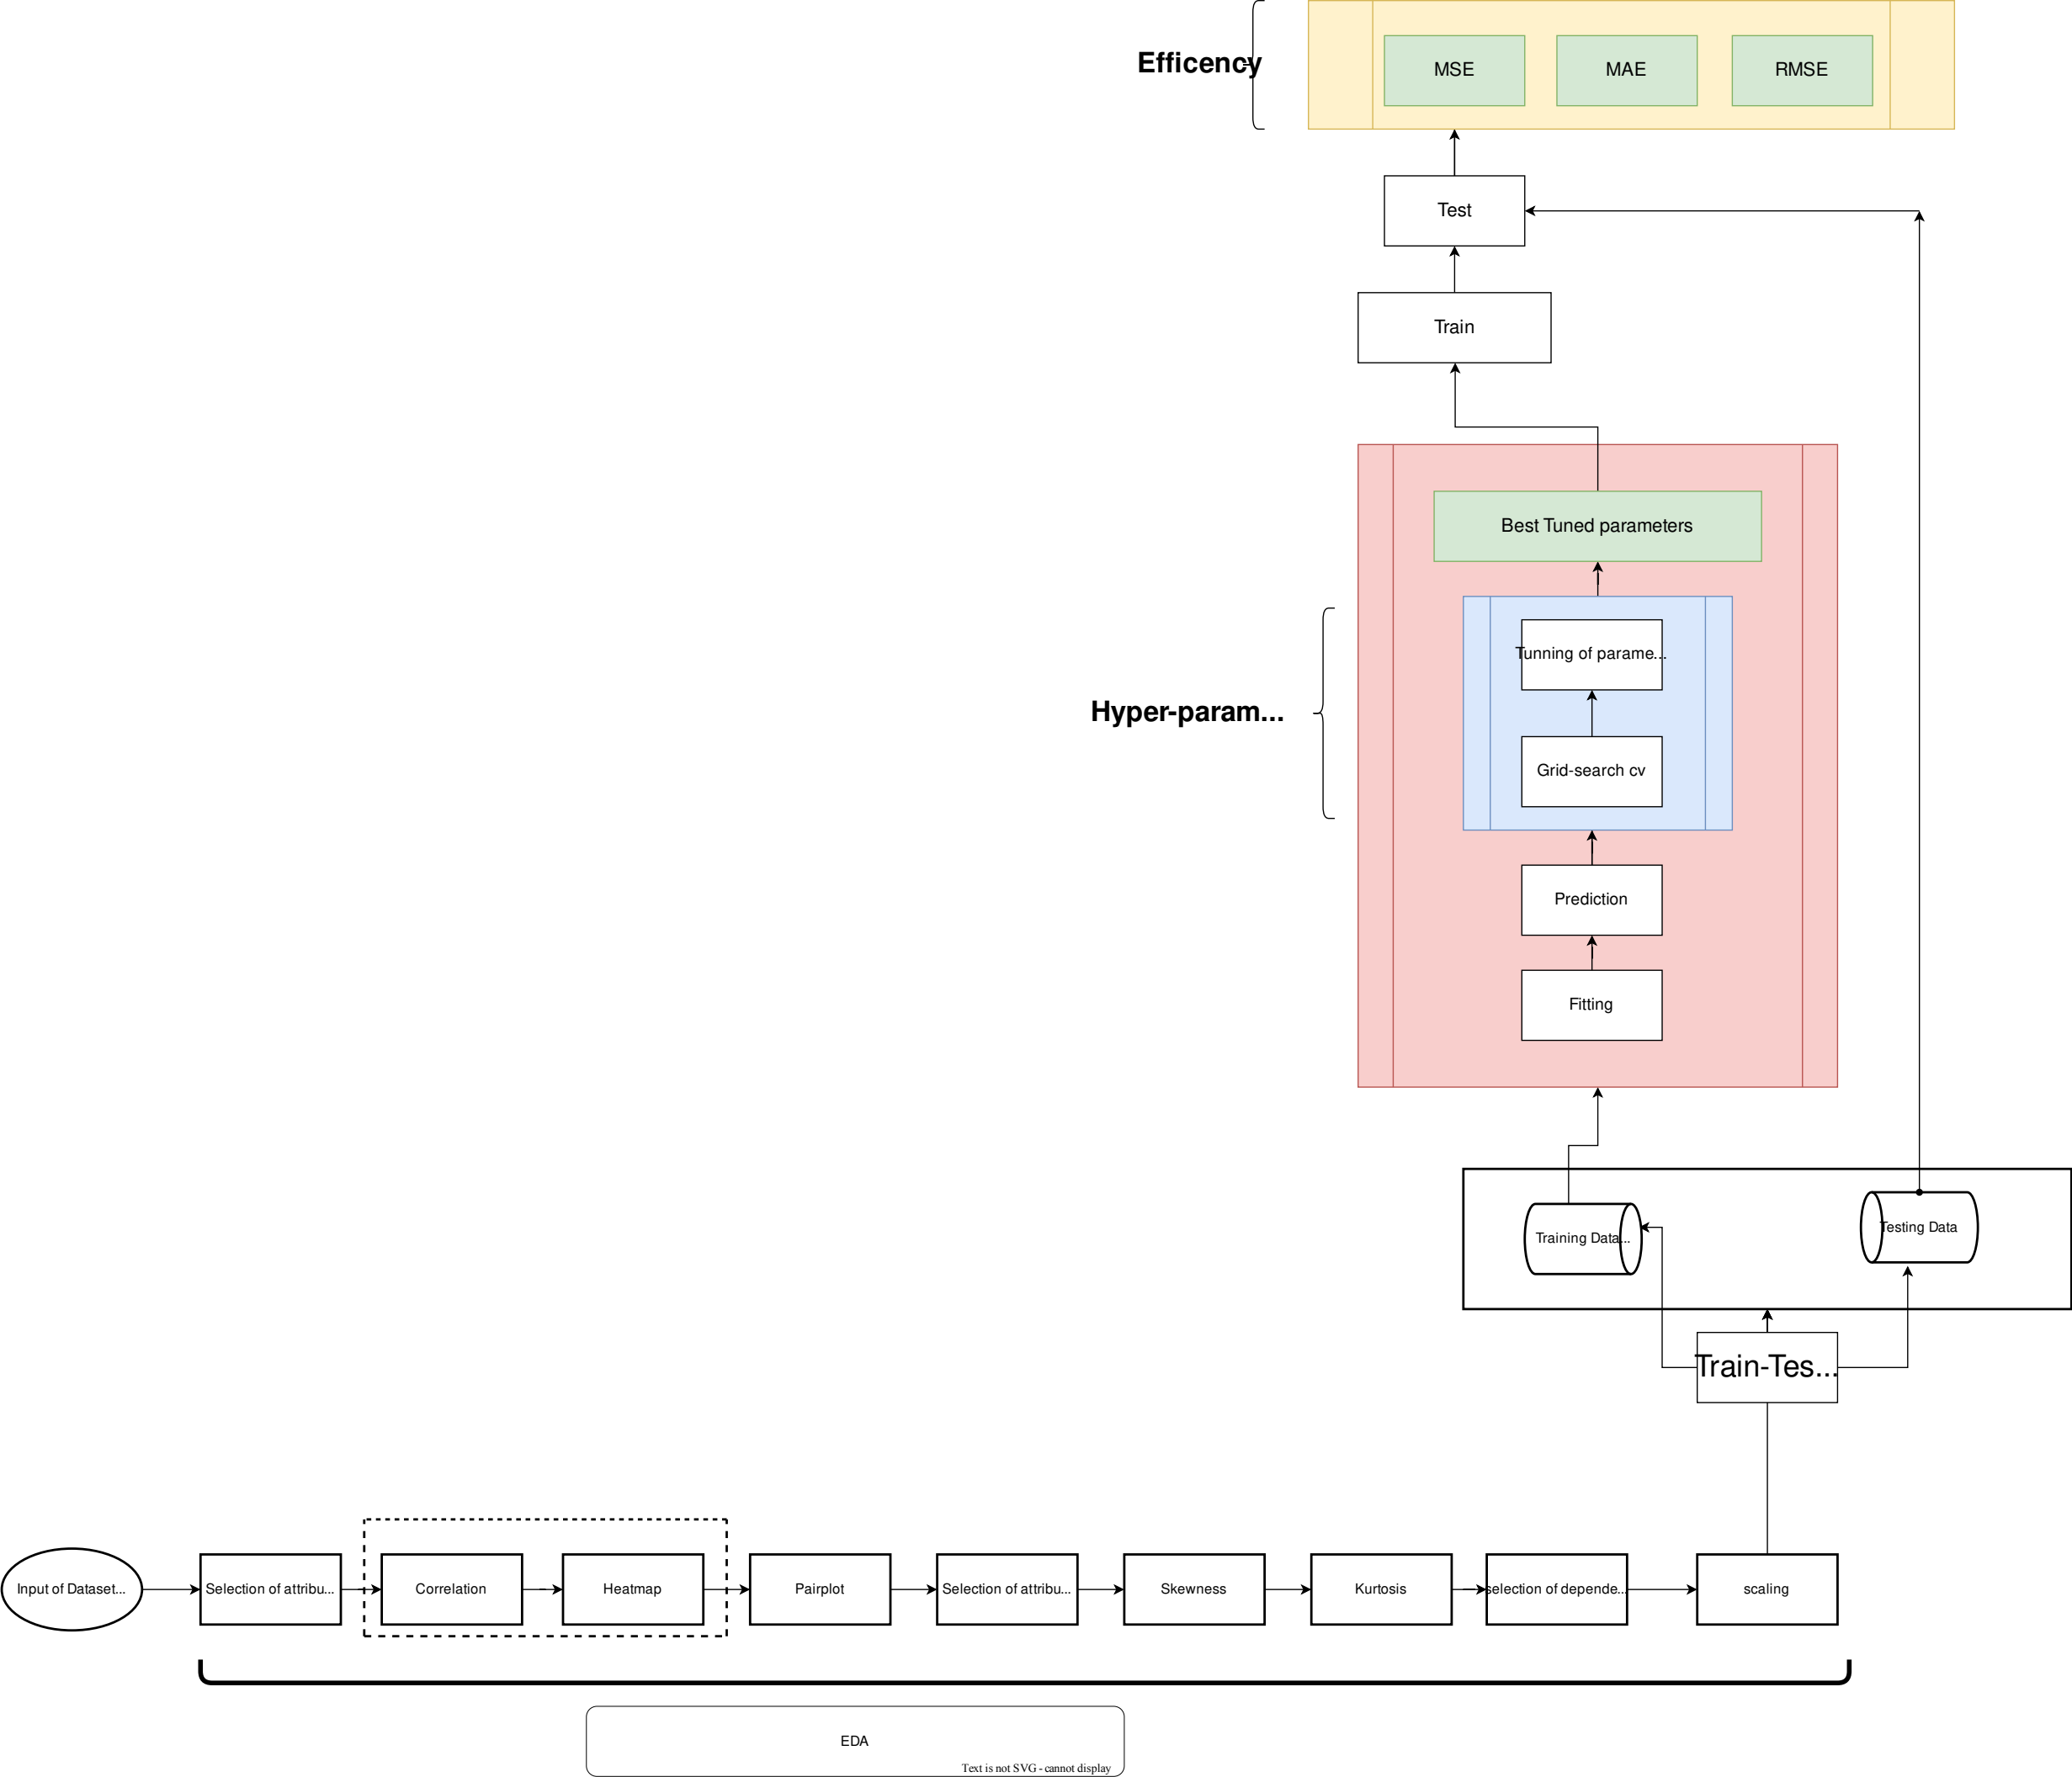 Efficency
MSE
MAE
RMSE
Test
Train
Best Tuned parameters
Tunning of parame...
Hyper-param...
Grid-search cv
Prediction
Fitting
Training Data...
Testing Data
Train-Tes...
Input of Dataset...
Selection of attribu...
Correlation
Heatmap
Pairplot
Selection of attribu...
Skewness
Kurtosis
selection of depende...
scaling
EDA
Text is not SVG - cannot display